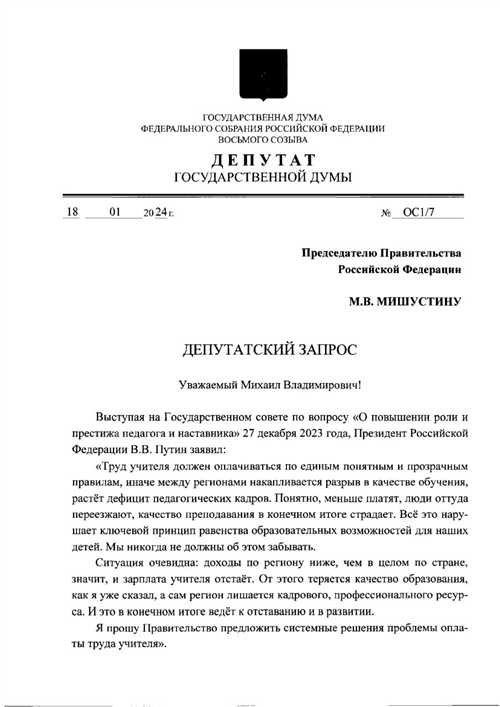 ГОСУДАРСТВЕННАЯ ДУМА
ФЕДЕРАЛЬНОГО СОБРАНИЯ РОССИЙСКОЙ ФЕДЕРАЦИИ
ВОСЬМОГО СОЗЫВА
ДЕПУТАТ
ГОСУДАРСТВЕННОЙ ДУМЫ
18 01 2024 г. № ОС1/7
Председателю Правительства
Российской Федерации
М.В. МИШУСТИНУ
ДЕПУТАТСКИЙ ЗАПРОС
Уважаемый Михаил Владимирович!
Выступая на Государственном совете по вопросу «О повышении роли и
престижа педагога и наставника» 27 декабря 2023 года, Президент Российской
Федерации В.В. Путин заявил:
«Труд учителя должен оплачиваться по единым понятным и прозрачным
правилам, иначе между регионами накапливается разрыв в качестве обучения,
растёт дефицит педагогических кадров. Понятно, меньше платят, люди оттуда
переезжают, качество преподавания в конечном итоге страдает. Всё это нару-
шает ключевой принцип равенства образовательных возможностей для наших
детей. Мы никогда не должны об этом забывать.
Ситуация очевидна: доходы по региону ниже, чем в целом по стране,
значит, и зарплата учителя отстаёт. От этого теряется качество образования,
как я уже сказал, а сам регион лишается кадрового, профессионального ресур-
са. И это в конечном итоге ведёт к отставанию и в развитии.
Я прошу Правительство предложить системные решения проблемы опла-
ты труда учителя».